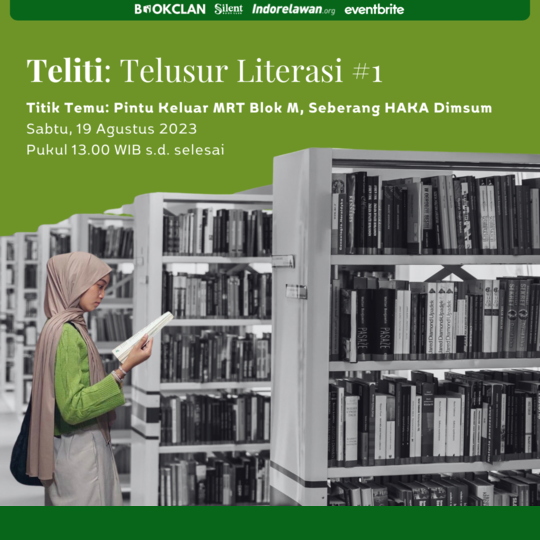 BOOKCLAN Silent Indorelawan.org eventbrite
Teliti: Telusur Literasi #1
Titik Temu: Pintu Keluar MRT Blok M, Seberang HAKA Dimsum
Sabtu, 19 Agustus 2023
Pukul 13.00 WIB s.d. selesai